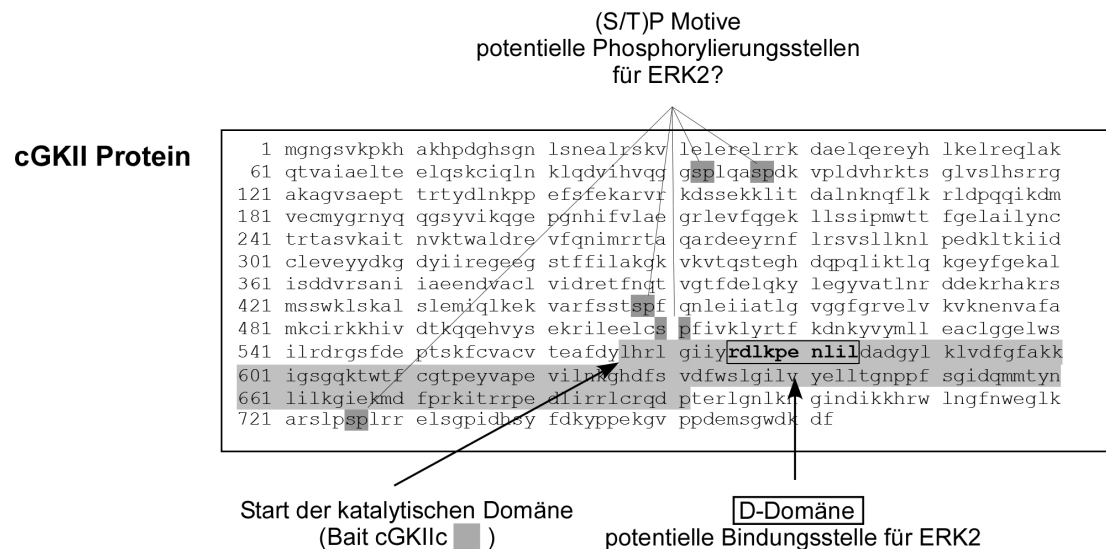 (S/T)P Motive
potentielle Phosphorylierungsstellen
für ERK2?
cGKII Protein
1 mgngsvkpkh akhpdghsgn lsnealrskv lelerelrrk daelqereyh lkelreqlak
61 qtvaiaelte elqskciqln klqdvihvqg gsplqaspdk vpldvhrkts glvslhsrrg
121 akagvsaept trtydlnkpp efsfekarvr kdssekklit dalnknqflk rldpqqikdm
181 vecmygrnyq qgsyvikqge pgnhifvlae grlevfqgek llssipmwtt fgelailync
241 trtasvkait nvktwaldre vfqnimrrta qardeeyrnf lrsvsllknl pedkltkiid
301 cleveyydkg dyiiregeeg stffilakgk vkvtqstegh dqpqliktlq kgeyfgekal
361 isddvrsani iaeendvacl vidretfnqt vgtfdelqky legyvatlnr ddekrhakrs
421 msswklskal slemiqlkek varfsstspf qnleiiatlg vggfgrvelv kvknenvafa
481 mkcirkkhiv dtkqqehvys ekrileelcs pfivklyrtf kdnkyvymll eaclggelws
541 ilrdrgsfde ptskfcvacv teafdylhrl giiyrdlkpe nlildadgyl klvdfgfakk
601 igsgqktwtf cgtpeyvape vilnkghdfs vdfwslgilv yelltgnppf sgidqmmtyn
661 lilkgiekmd fprkitrrpe dlirrlcrqd pterlgnlkn gindikkhrw lngfnweglk
721 arslpsplrr elsgpidhsy fdkyppekgv ppdemsgwdk df
Start der katalytischen Domäne
(Bait cGKIIc )
D-Domäne
potentielle Bindungsstelle für ERK2